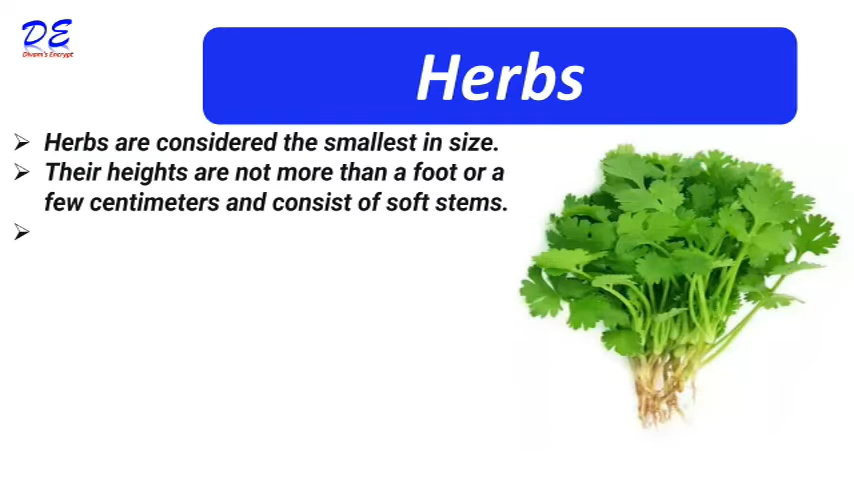 DE
Divami's Encrypt
Herbs
➢ Herbs are considered the smallest in size.
➢ Their heights are not more than a foot or a
few centimeters and consist of soft stems.
➢